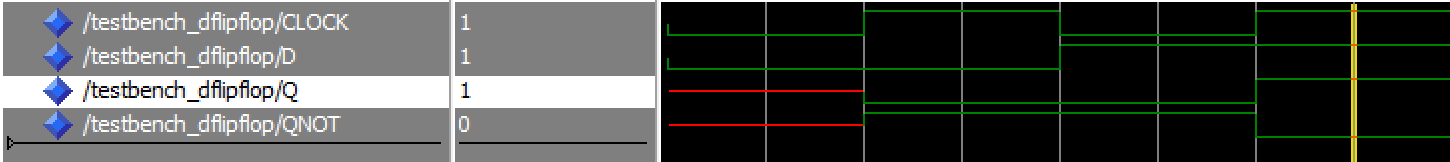 /testbench_dflipflop/CLOCK 1
/testbench_dflipflop/D 1
/testbench_dflipflop/Q 1
/testbench_dflipflop/QNOT 0